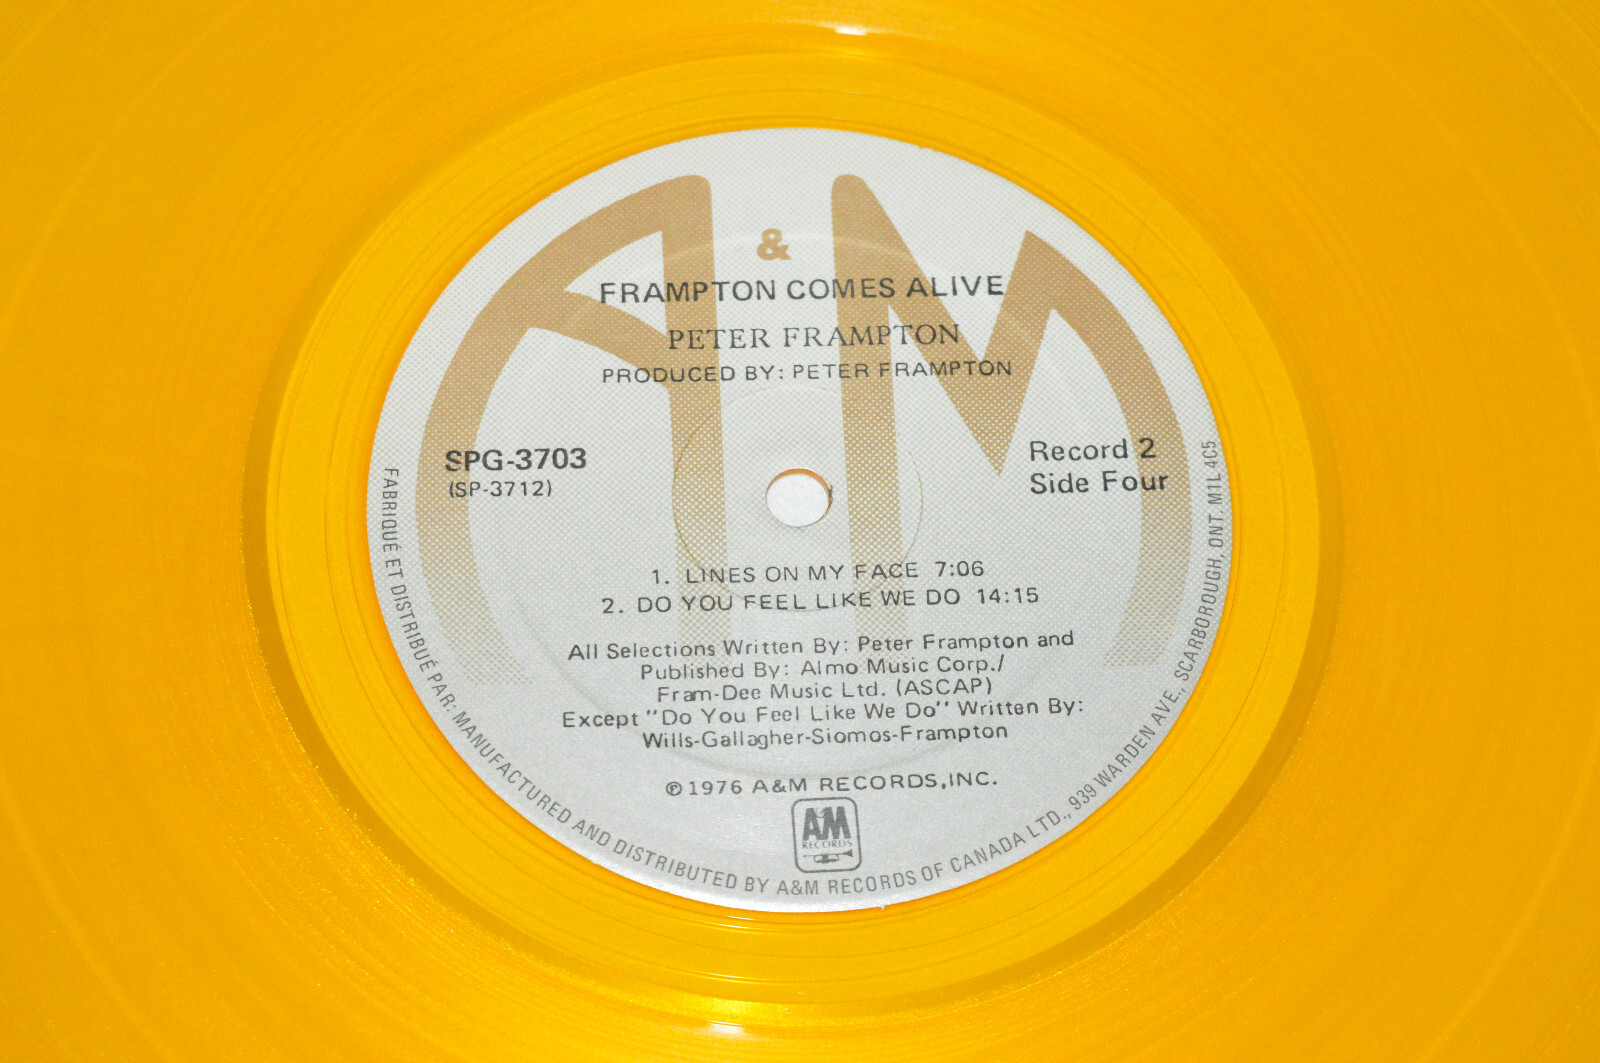 A & M
FRAMPTON COMES ALIVE
PETER FRAMPTON
PRODUCED BY: PETER FRAMPTON
SPG-3703
(SP-3712)
Record 2
Side Four
1. LINES ON MY FACE 7:06
2. DO YOU FEEL LIKE WE DO 14:15
All Selections Written By: Peter Frampton and
Published By: Almo Music Corp./
Fram-Dee Music Ltd. (ASCAP)
Except "Do You Feel Like We Do" Written By:
Wills-Gallagher-Siomos-Frampton
℗1976 A&M RECORDS,INC.
A&M
RECORDS
FABRIQUÉ ET DISTRIBUÉ PAR: MANUFACTURED AND DISTRIBUTED BY A&M RECORDS OF CANADA LTD., 939 WARDEN AVE., SCARBOROUGH, ONT. M1L 4C5